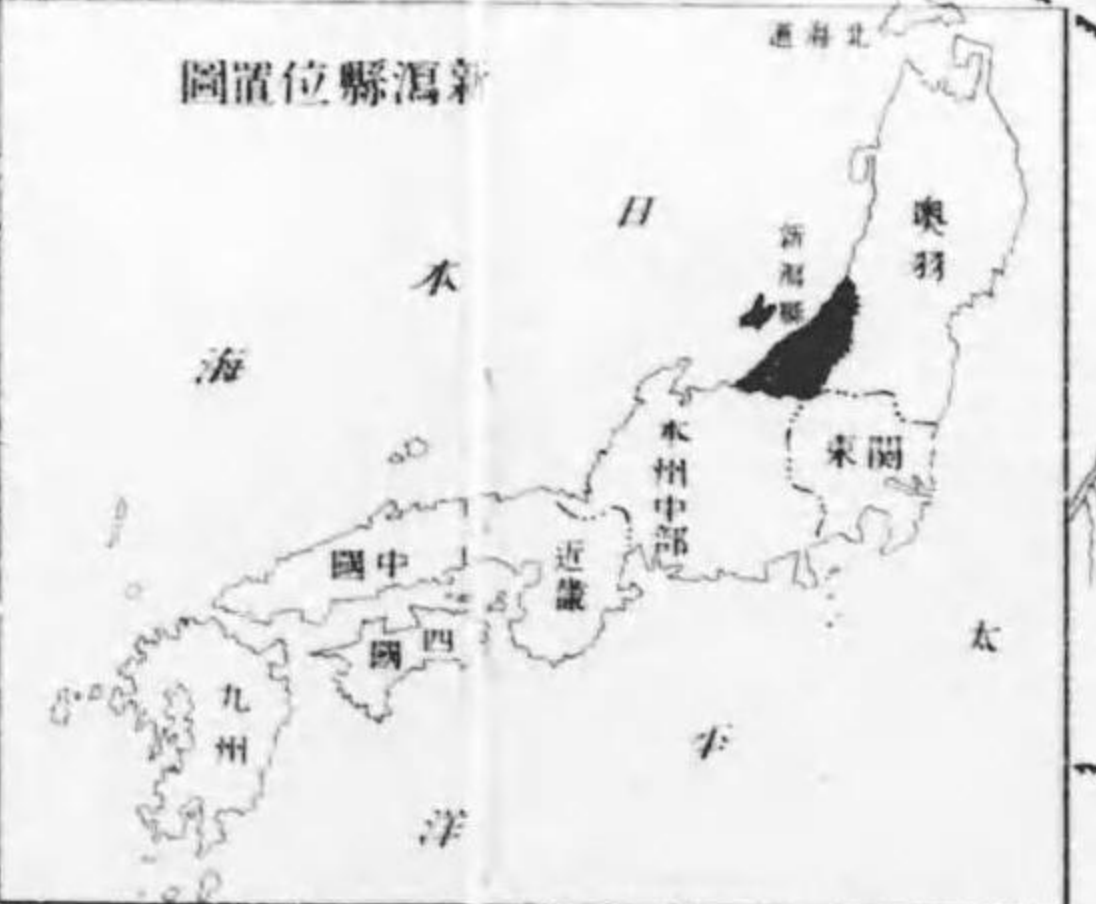 新潟縣位置圖
北海道
日本海
新潟縣
奥羽
本州中部
関東
近畿
中國
四國
九州
太平洋